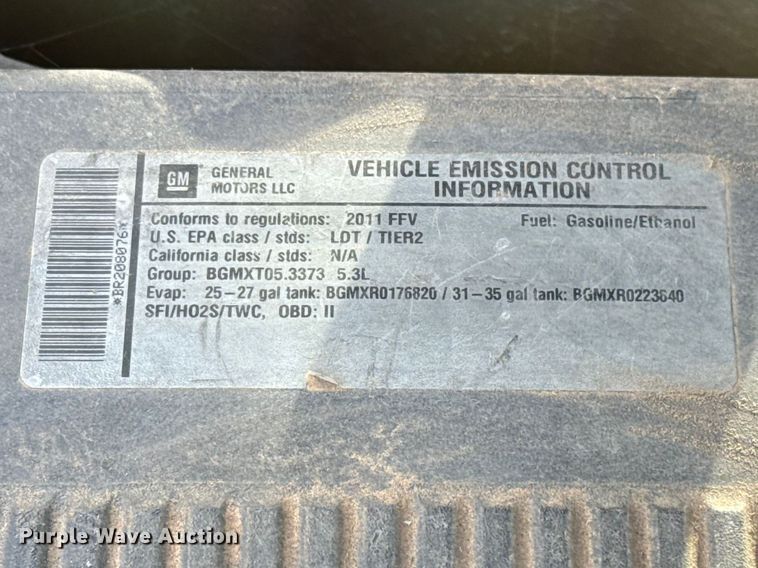 GM
GENERAL MOTORS LLC
VEHICLE EMISSION CONTROL INFORMATION
Conforms to regulations: 2011 FFV Fuel: Gasoline/Ethanol
U.S. EPA class / stds: LDT / TIER2
California class / stds: N/A
Group: BGMXT05.3373 5.3L
Evap: 25-27 gal tank: BGMXR0176820 / 31-35 gal tank: BGMXR0223640
SFI/HO2S/TWC, OBD: II
*BR208076*
Purple Wave Auction